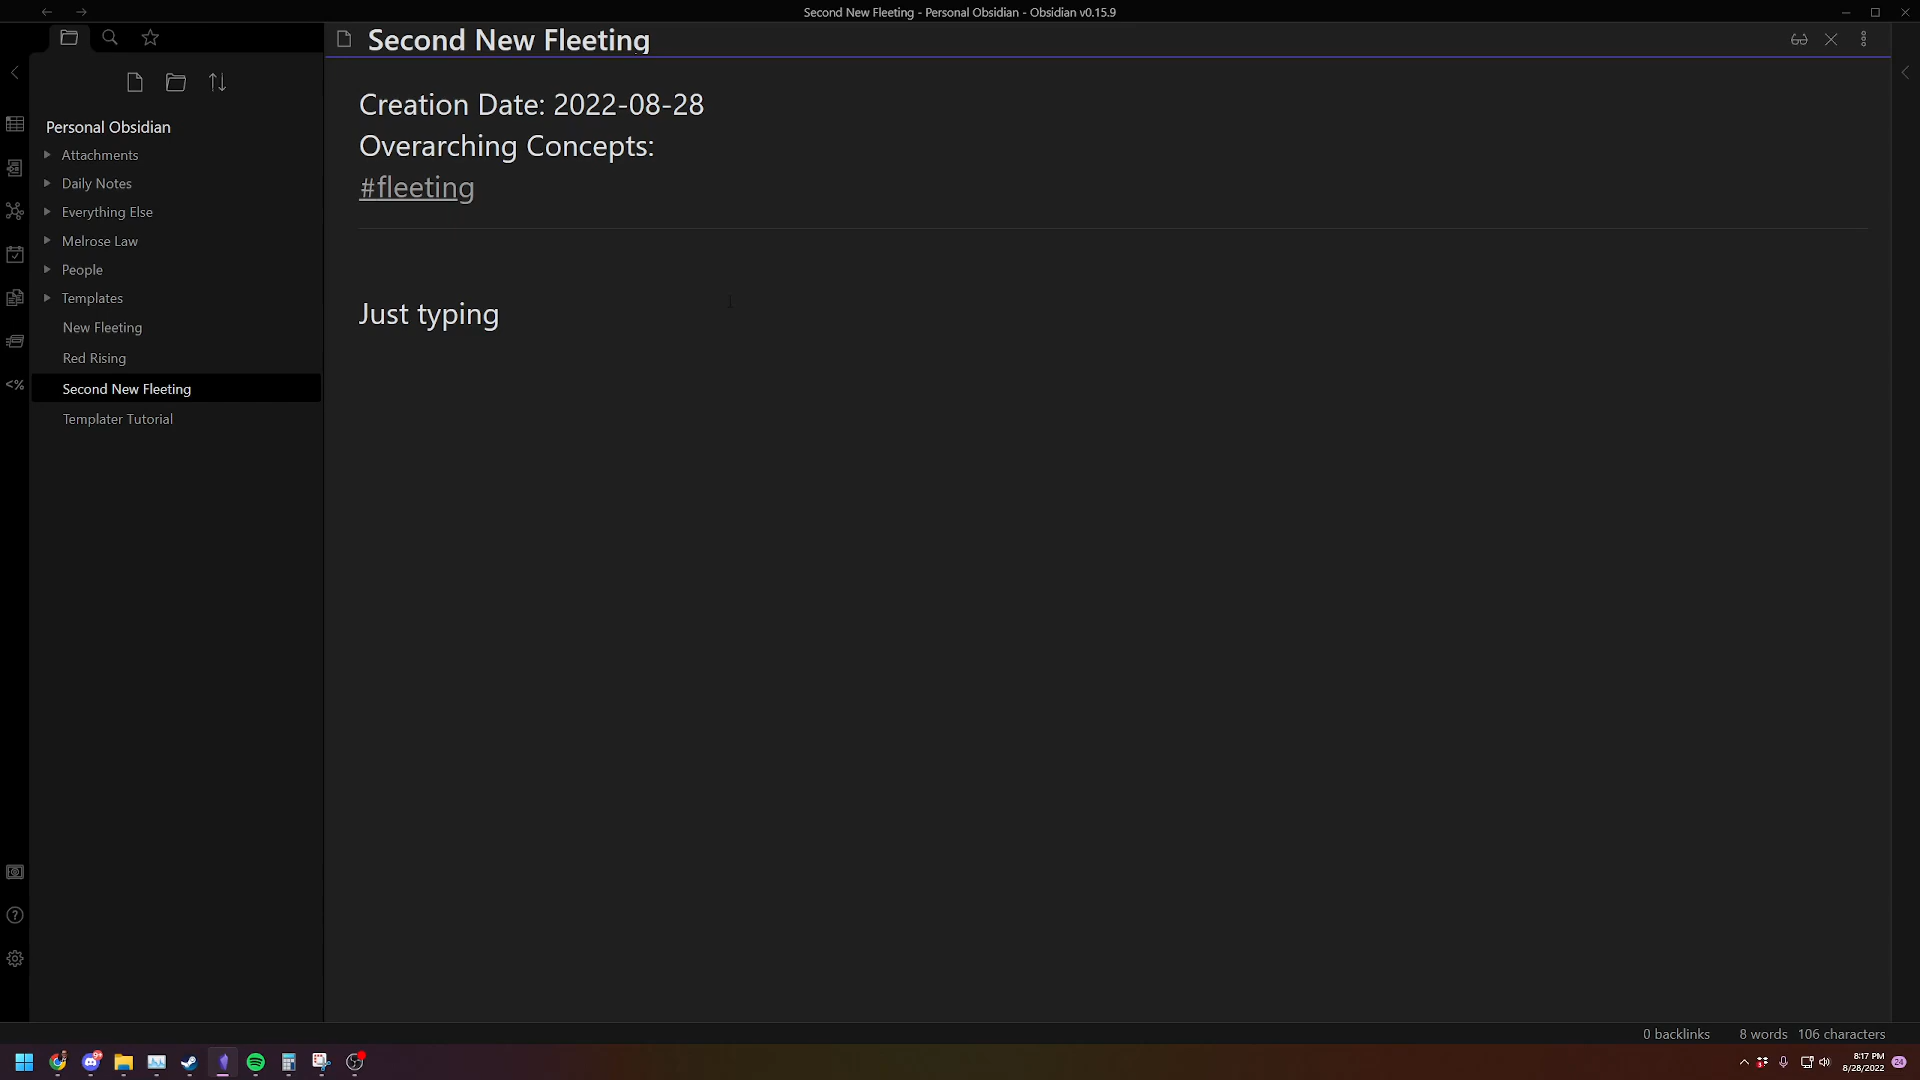 Second New Fleeting - Personal Obsidian - Obsidian v0.15.9
Second New Fleeting
Personal Obsidian
Attachments
Daily Notes
Everything Else
Melrose Law
People
Templates
New Fleeting
Red Rising
Second New Fleeting
Templater Tutorial
<%
Creation Date: 2022-08-28
Overarching Concepts:
#fleeting
Just typing
0 backlinks 8 words 106 characters
8:17 PM
8/28/2022
24